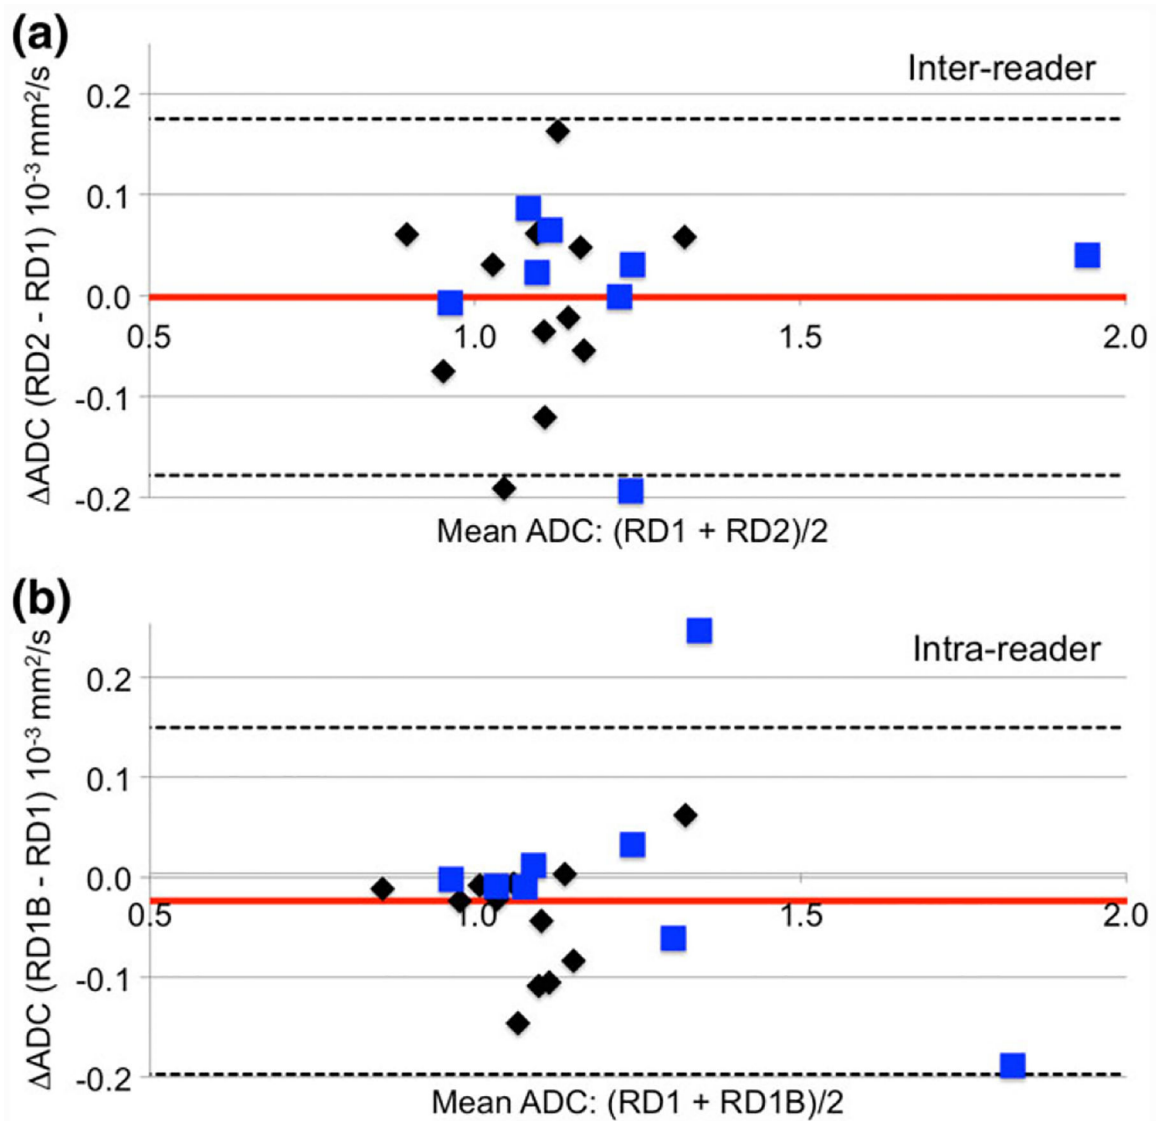 (a)
Inter-reader
ΔADC (RD2 - RD1) 10⁻³ mm²/s
0.2
0.1
0.0
0.5 1.0 1.5 2.0
-0.1
-0.2
Mean ADC: (RD1 + RD2)/2
(b)
Intra-reader
ΔADC (RD1B - RD1) 10⁻³ mm²/s
0.2
0.1
0.0
0.5 1.0 1.5 2.0
-0.1
-0.2
Mean ADC: (RD1 + RD1B)/2